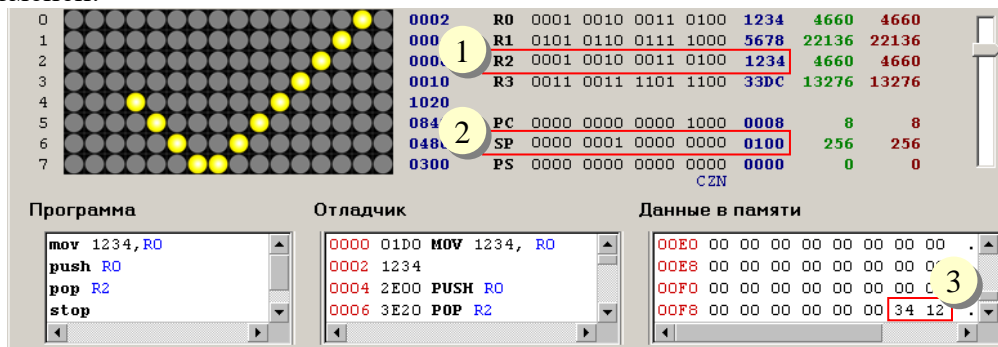 0 0002 R0 0001 0010 0011 0100 1234 4660 4660
1 000 R1 0101 0110 0111 1000 5678 22136 22136
1
2 000 R2 0001 0010 0011 0100 1234 4660 4660
3 0010 R3 0011 0011 1101 1100 33DC 13276 13276
4 1020
5 084 PC 0000 0000 0000 1000 0008 8 8
2
6 048 SP 0000 0001 0000 0000 0100 256 256
7 0300 PS 0000 0000 0000 0000 0000 0 0
CZN
Программа Отладчик Данные в памяти
mov 1234,R0 0000 01D0 MOV 1234, R0 00E0 00 00 00 00 00 00 00 00 .
push R0 0002 1234 00E8 00 00 00 00 00 00
pop R2 0004 2E00 PUSH R0 00F0 00 00 00 00 00 00
3
stop 0006 3E20 POP R2 00F8 00 00 00 00 00 00 34 12 .